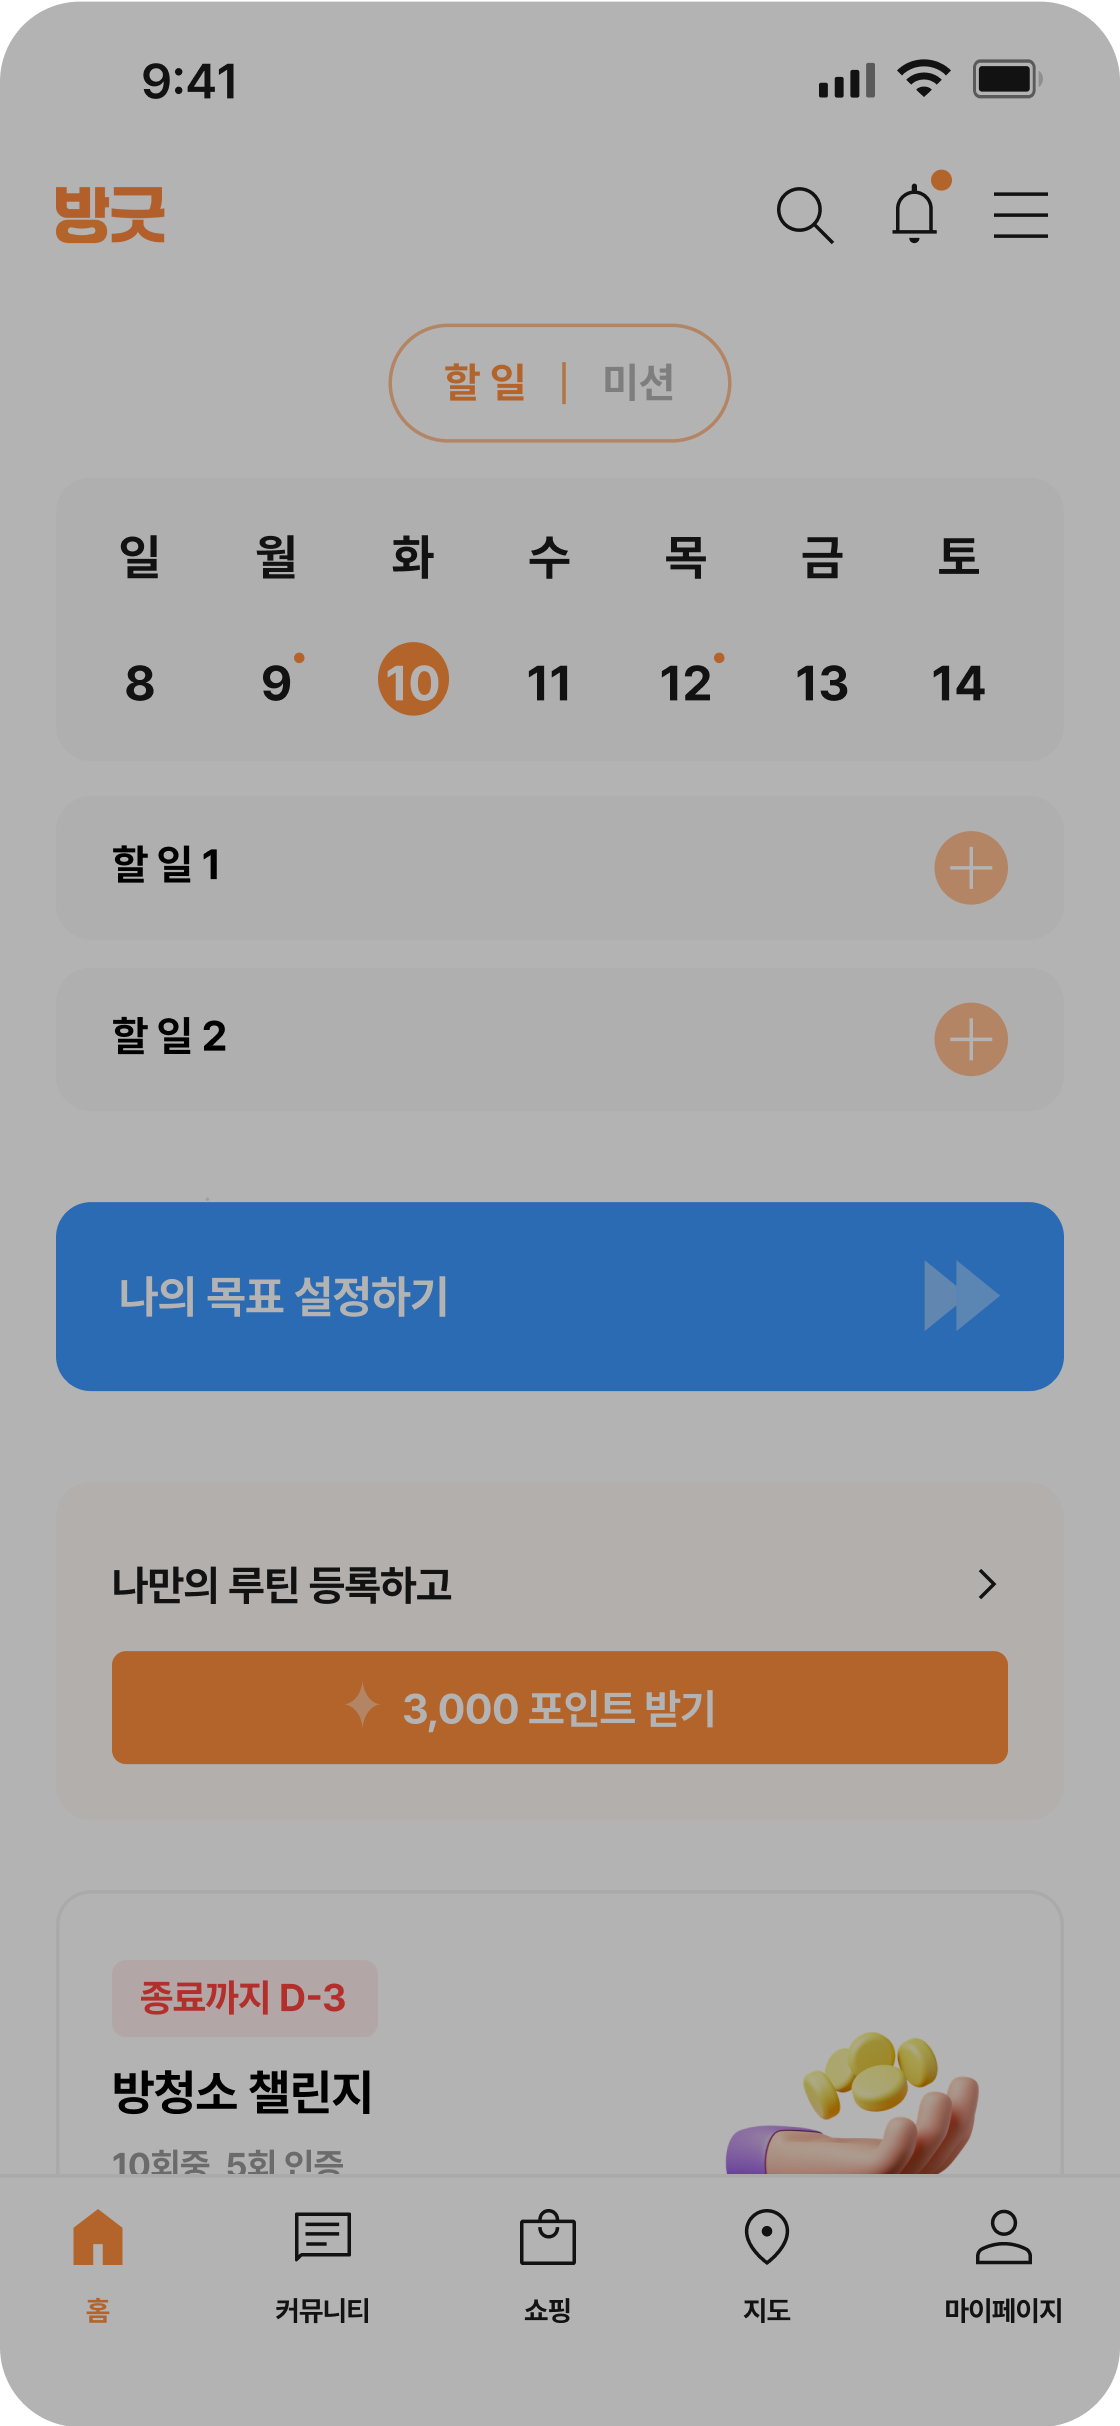 9:41
방긋
할 일 | 미션
일 월 화 수 목 금 토
8 9 10 11 12 13 14
할 일 1
할 일 2
나의 목표 설정하기
나만의 루틴 등록하고
3,000 포인트 받기
종료까지 D-3
방청소 챌린지
10회중 5회 인증
홈 커뮤니티 쇼핑 지도 마이페이지